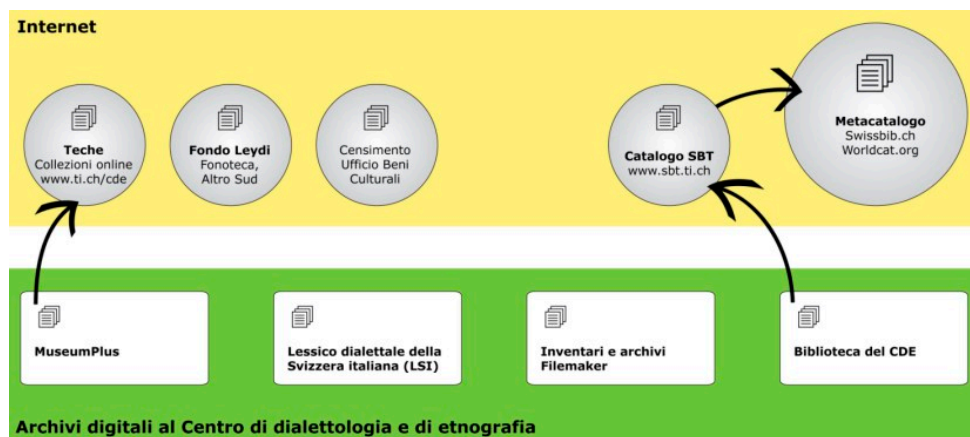 Internet
Teche
Collezioni online
www.ti.ch/cde
Fondo Leydi
Fonoteca,
Altro Sud
Censimento
Ufficio Beni
Culturali
Catalogo SBT
www.sbt.ti.ch
Metacatalogo
Swissbib.ch
Worldcat.org
MuseumPlus
Lessico dialettale della
Svizzera italiana (LSI)
Inventari e archivi
Filemaker
Biblioteca del CDE
Archivi digitali al Centro di dialettologia e di etnografia